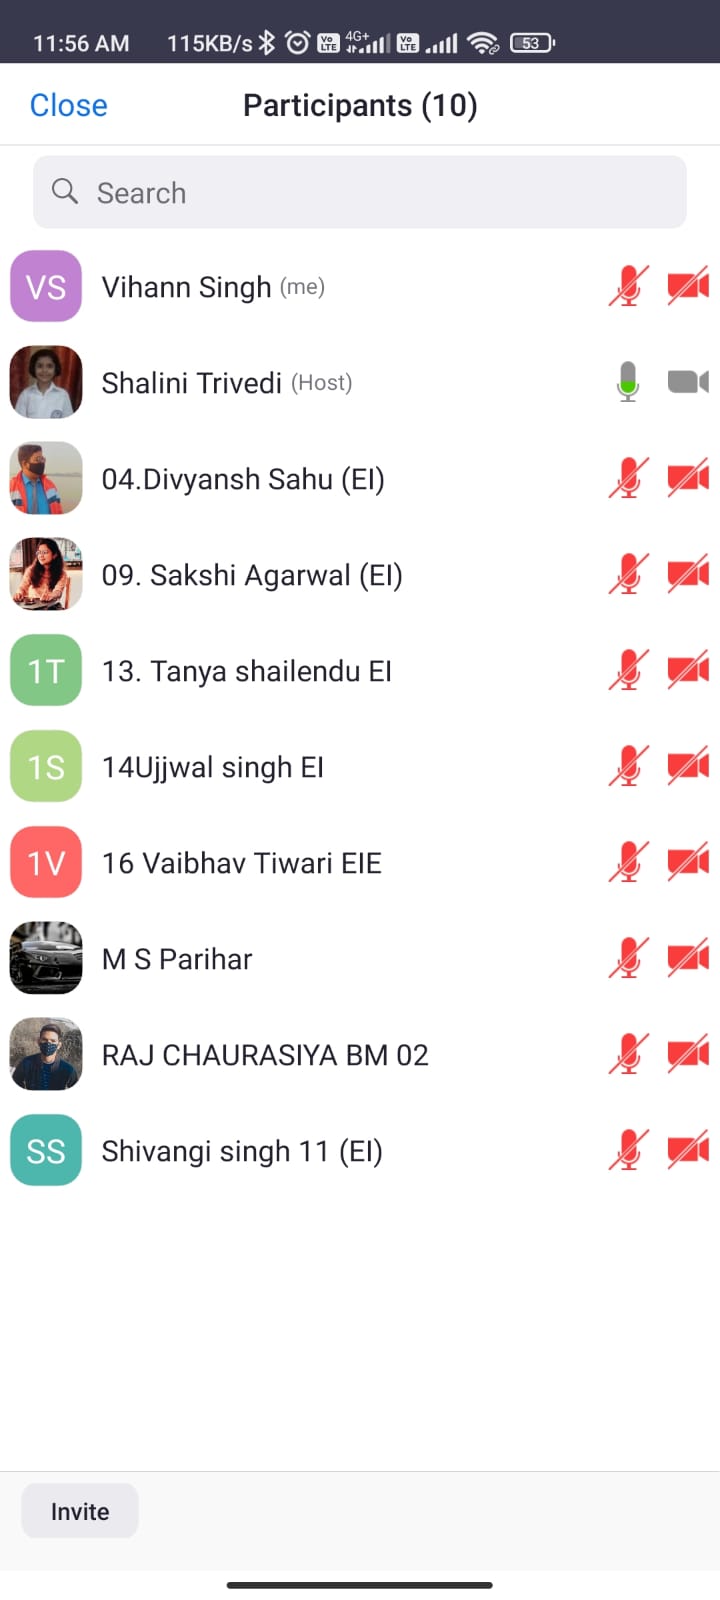 11:56 AM 115KB/s Vo LTE 4G+ Vo LTE 53
Close Participants (10)
Search
VS Vihann Singh (me)
Shalini Trivedi (Host)
04.Divyansh Sahu (EI)
09. Sakshi Agarwal (EI)
1T 13. Tanya shailendu EI
1S 14Ujjwal singh EI
1V 16 Vaibhav Tiwari EIE
M S Parihar
RAJ CHAURASIYA BM 02
SS Shivangi singh 11 (EI)
Invite